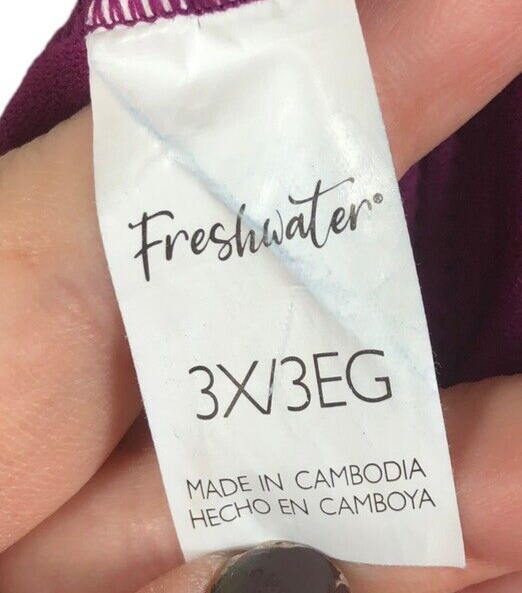 Freshwater®
3X/3EG
MADE IN CAMBODIA
HECHO EN CAMBOYA